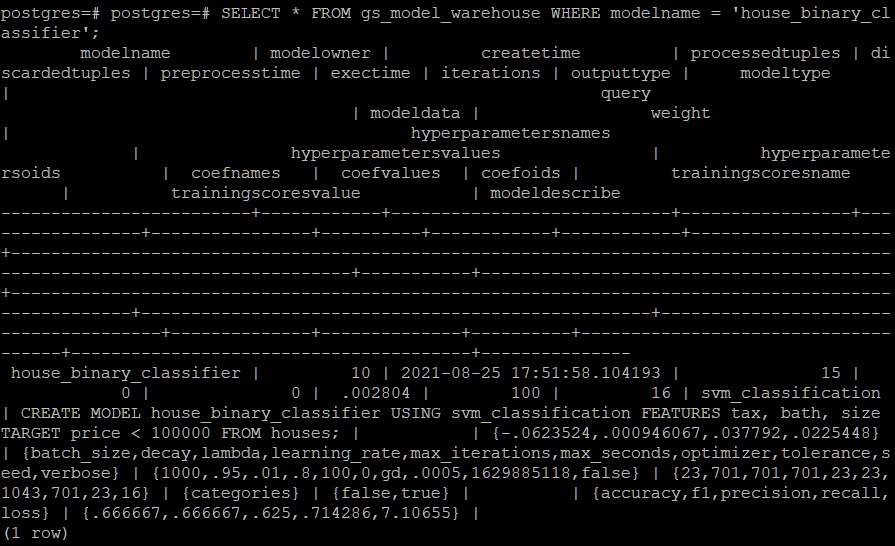 postgres=# postgres=# SELECT * FROM gs_model_warehouse WHERE modelname = 'house_binary_cl
assifier';
        modelname        | modelowner |         createtime         | processedtuples | di
scardedtuples | preprocesstime | exectime | iterations | outputtype |     modeltype
|                                                           query
                                   | modeldata |                 weight
|                                        hyperparametersnames
             |               hyperparametersvalues               |          hyperparamete
rsoids          |  coefnames   |  coefvalues  | coefoids |         trainingscoresname
      |          trainingscoresvalue           | modeldescribe
-------------------------+------------+----------------------------+-----------------+---
--------------+----------------+----------+------------+------------+--------------------
+----------------------------------------------------------------------------------------
-----------------------------------+-----------+-----------------------------------------
+----------------------------------------------------------------------------------------
-------------+---------------------------------------------------+-----------------------
----------------+--------------+--------------+----------+-------------------------------
------+----------------------------------------+---------------
 house_binary_classifier |         10 | 2021-08-25 17:51:58.104193 |              15 |
            0 |              0 |  .002804 |        100 |         16 | svm_classification
| CREATE MODEL house_binary_classifier USING svm_classification FEATURES tax, bath, size
TARGET price < 100000 FROM houses; |           | {-.0623524,.000946067,.037792,.0225448}
| {batch_size,decay,lambda,learning_rate,max_iterations,max_seconds,optimizer,tolerance,s
eed,verbose} | {1000,.95,.01,.8,100,0,gd,.0005,1629885118,false} | {23,701,701,701,23,23,
1043,701,23,16} | {categories} | {false,true} |          | {accuracy,f1,precision,recall,
loss} | {.666667,.666667,.625,.714286,7.10655} |
(1 row)